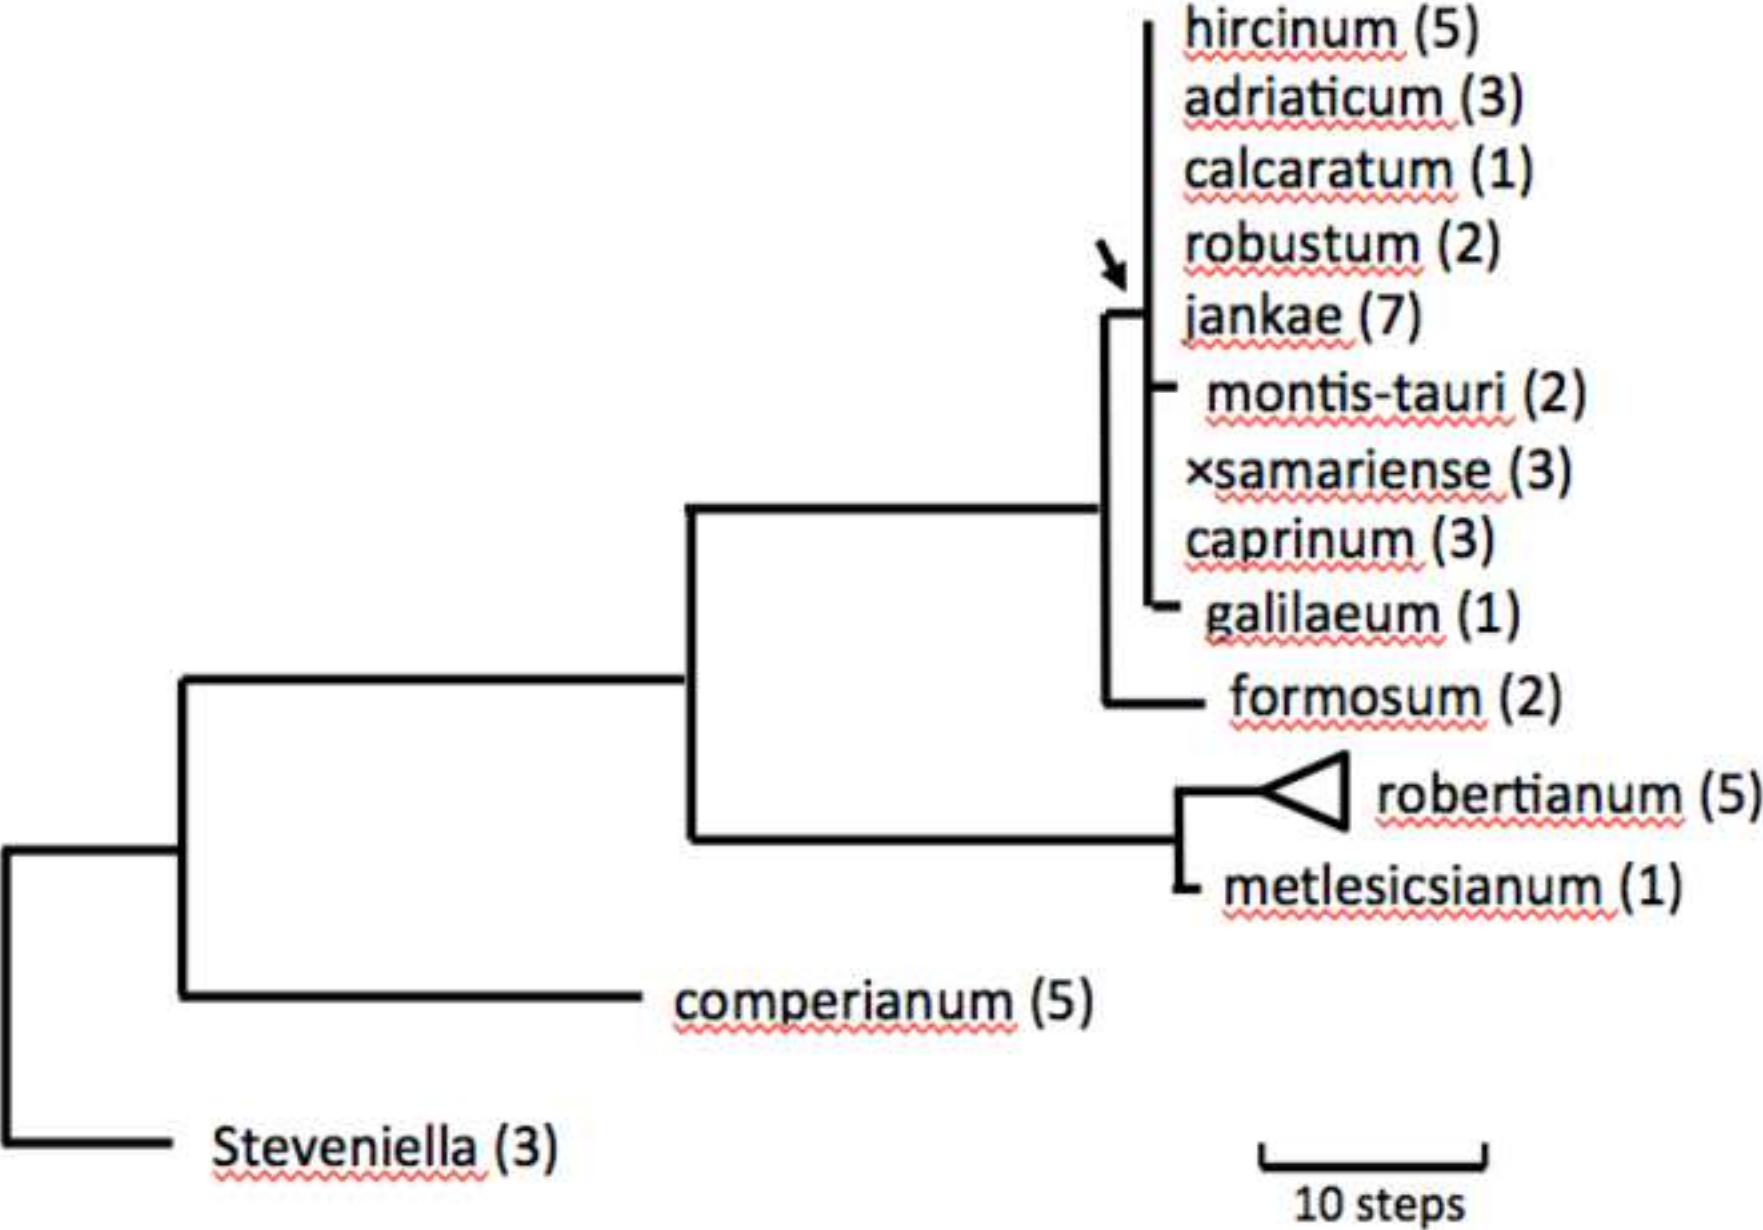 hircinum (5)
adriaticum (3)
calcaratum (1)
robustum (2)
jankae (7)
montis-tauri (2)
×samariense (3)
caprinum (3)
galilaeum (1)
formosum (2)
robertianum (5)
metlesicsianum (1)
comperianum (5)
Steveniella (3)
10 steps